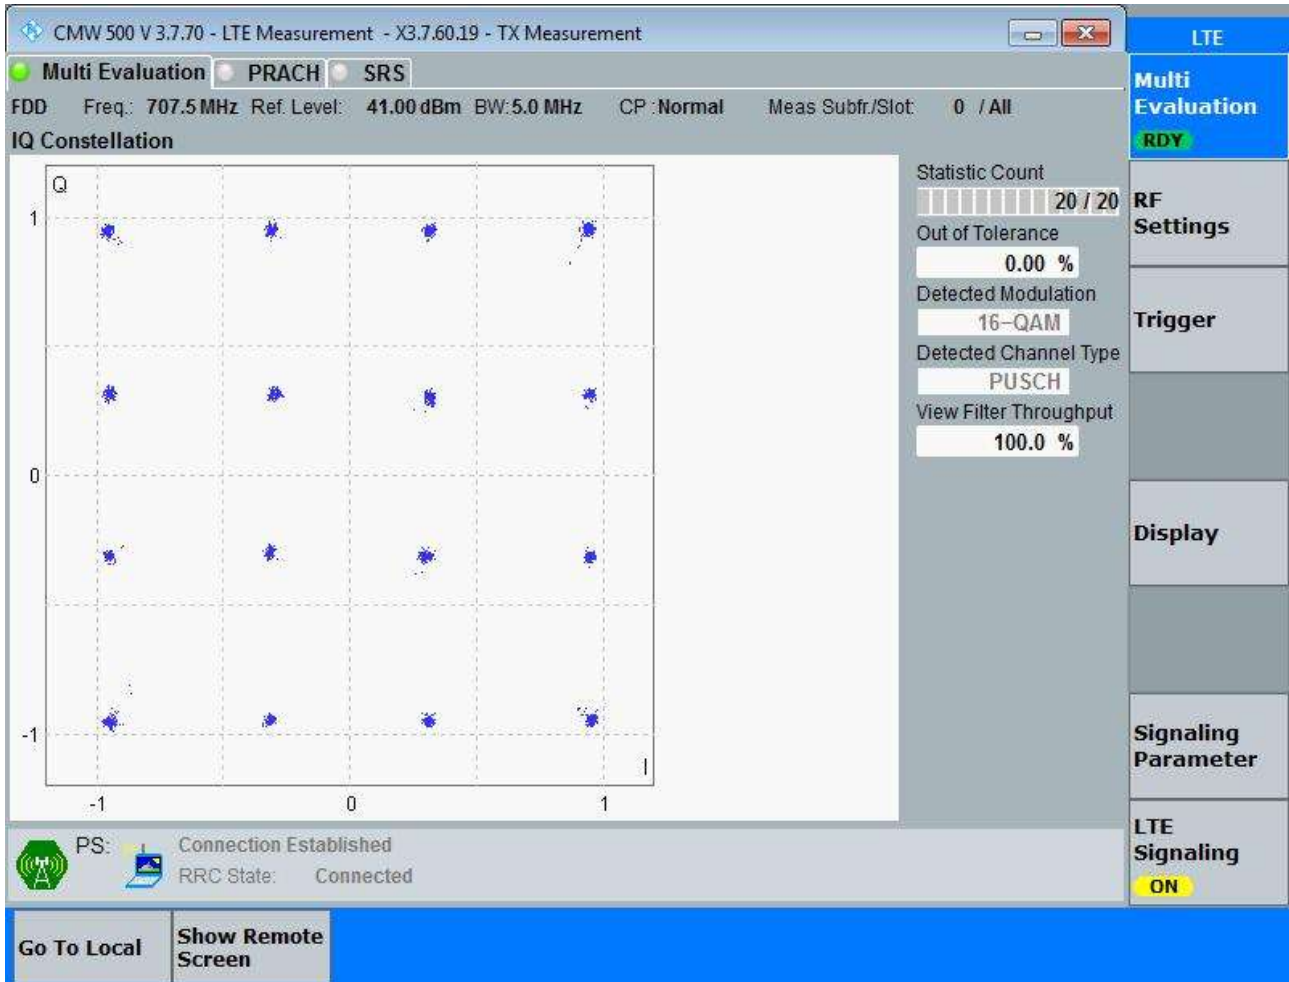 CMW 500 V 3.7.70 - LTE Measurement - X3.7.60.19 - TX Measurement
LTE
Multi Evaluation PRACH SRS
FDD Freq.: 707.5 MHz Ref. Level: 41.00 dBm BW: 5.0 MHz CP : Normal Meas Subfr./Slot: 0 / All
IQ Constellation
Q
1
0
-1
I
-1 0 1
Statistic Count
20 / 20
Out of Tolerance
0.00 %
Detected Modulation
16-QAM
Detected Channel Type
PUSCH
View Filter Throughput
100.0 %
Multi
Evaluation
RDY
RF
Settings
Trigger
Display
Signaling
Parameter
LTE
Signaling
ON
PS: Connection Established
RRC State: Connected
Go To Local
Show Remote
Screen